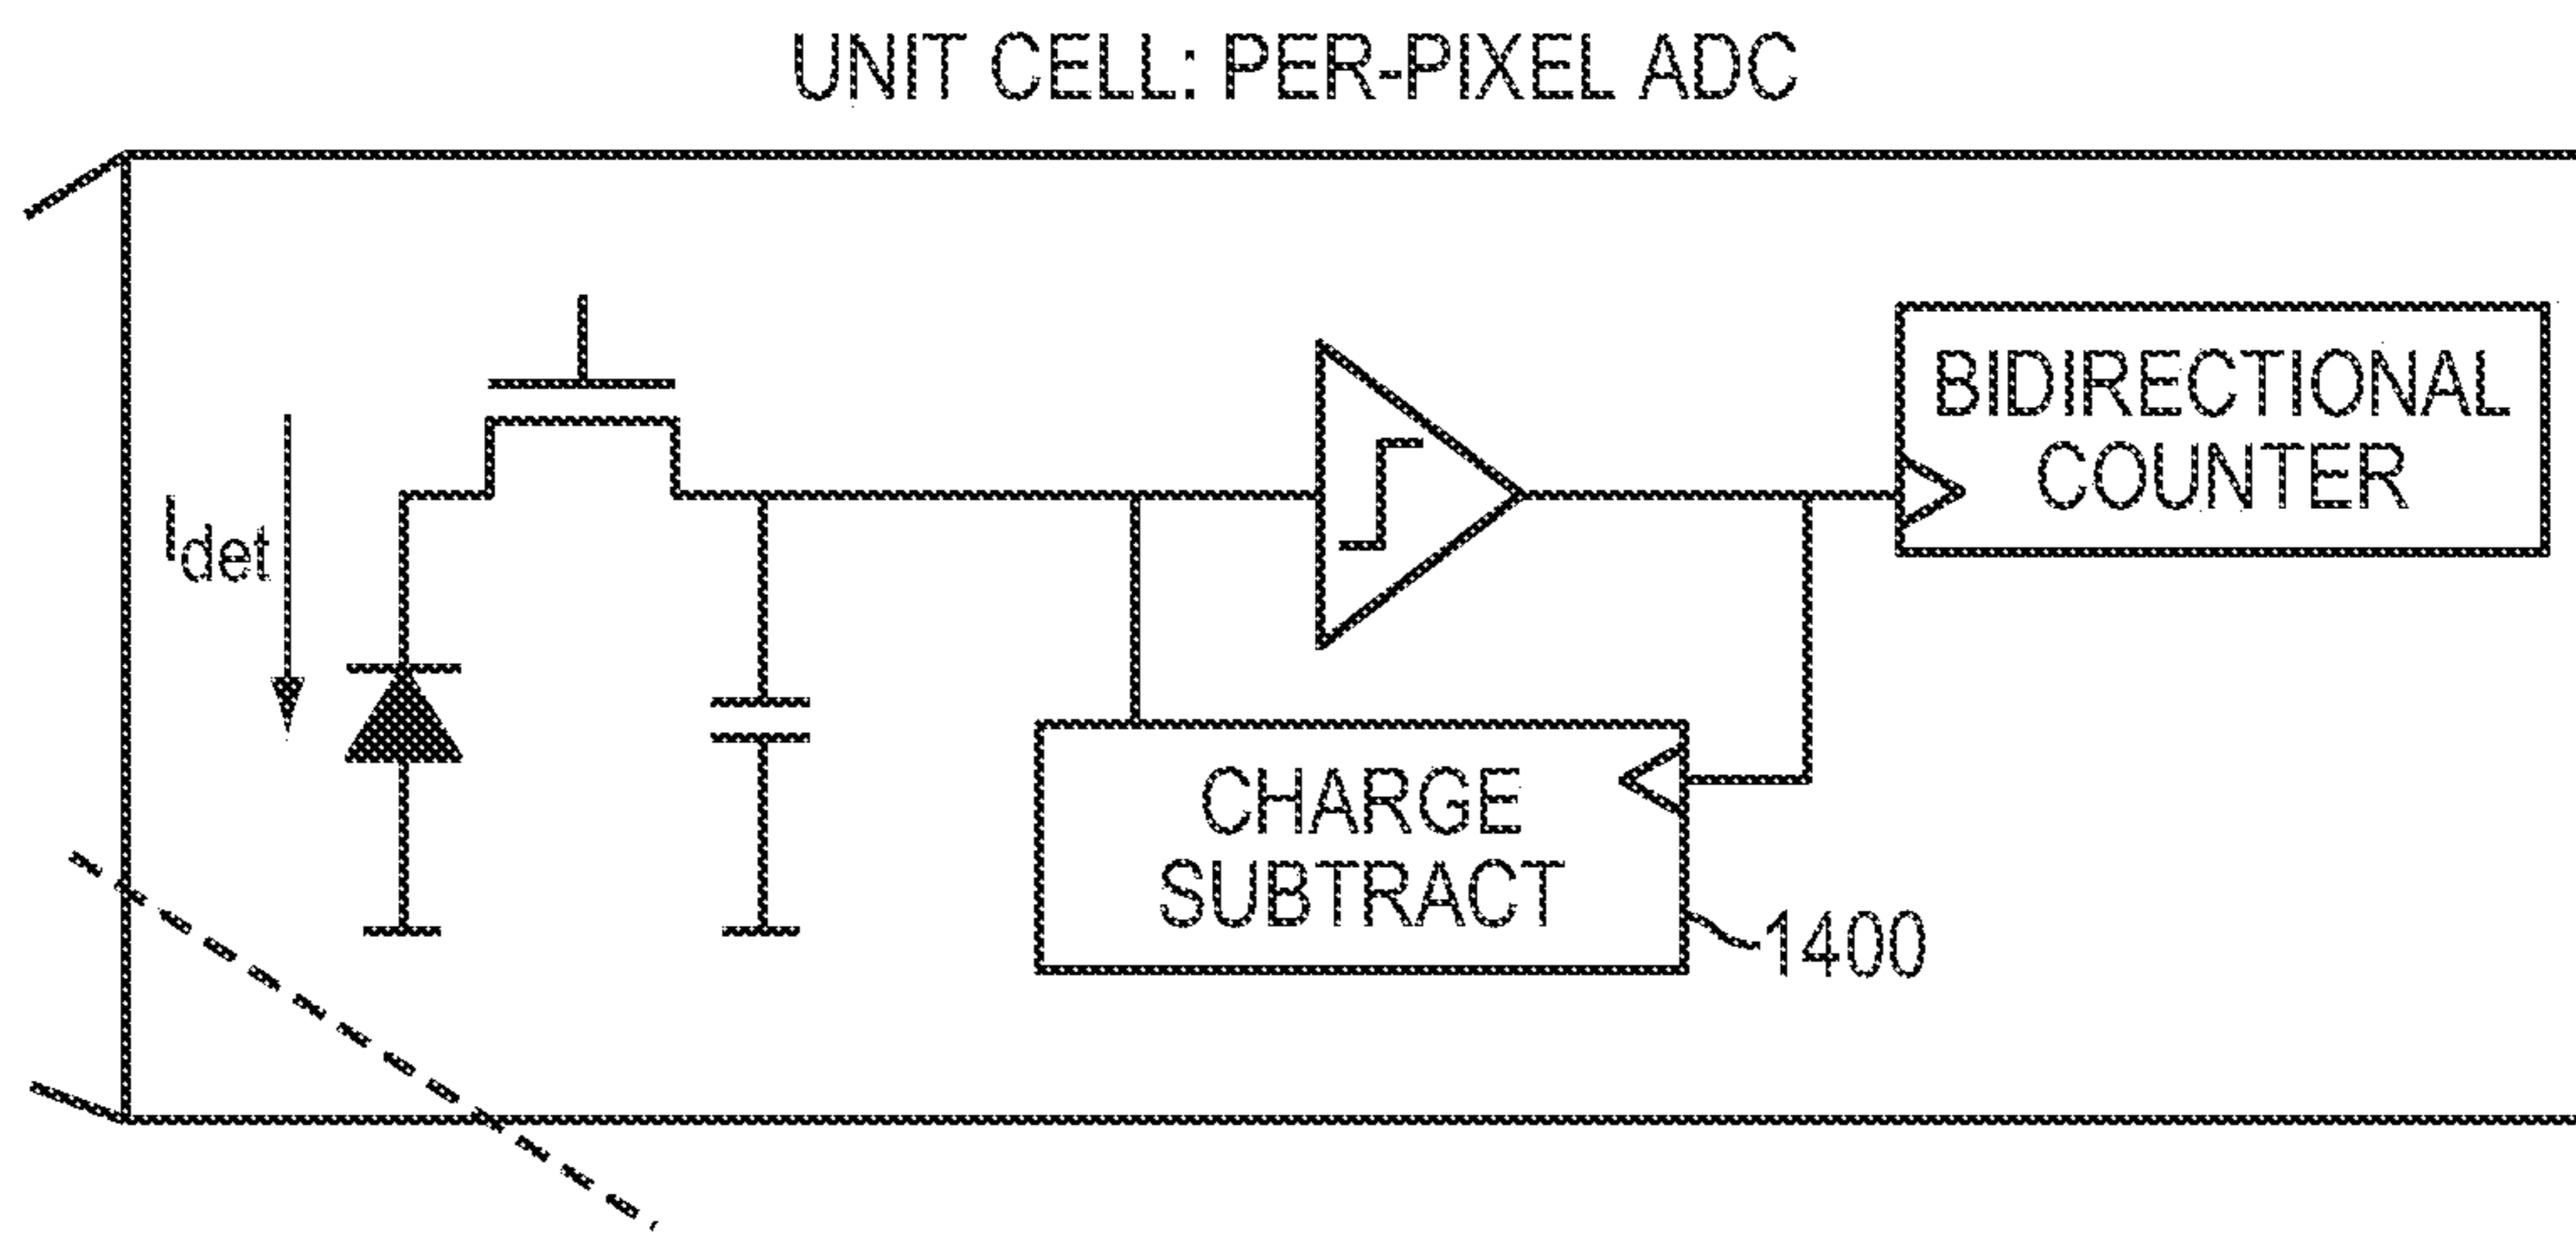 UNIT CELL: PER-PIXEL ADC
Idet
BIDIRECTIONAL
COUNTER
CHARGE
SUBTRACT
1400